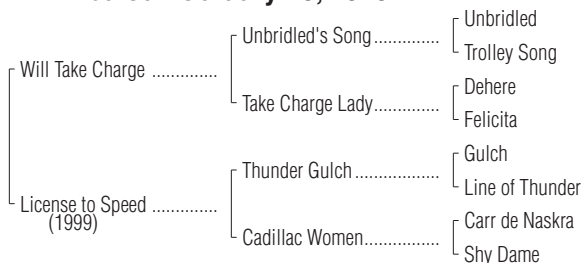 Unbridled
Unbridled's Song..............
Trolley Song
Will Take Charge ..............
Dehere
Take Charge Lady..............
Felicita
Gulch
Thunder Gulch ..................
Line of Thunder
License to Speed ..............
(1999)
Carr de Naskra
Cadillac Women................
Shy Dame